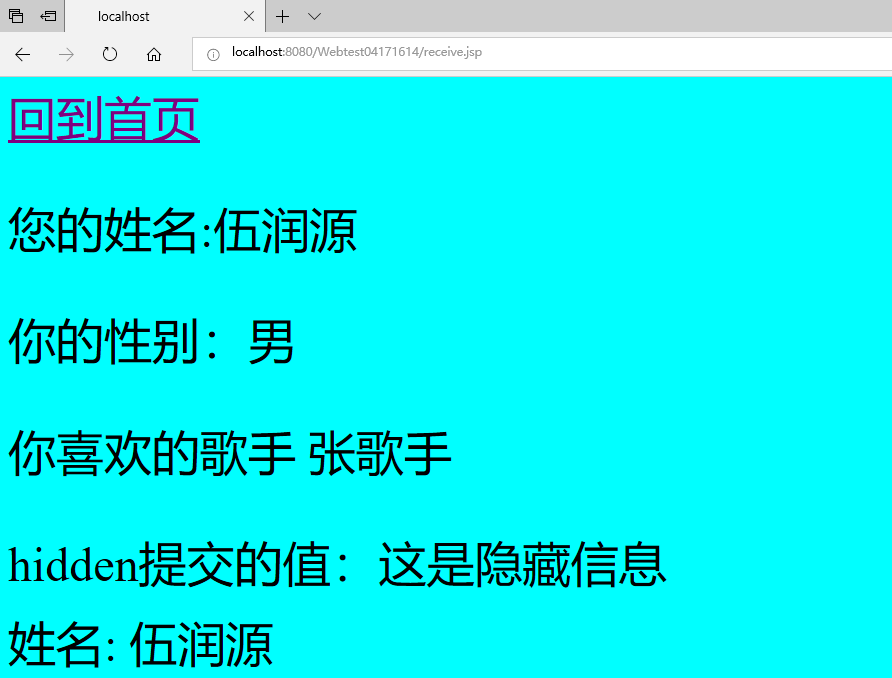 localhost
localhost:8080/Webtest04171614/receive.jsp
回到首页
您的姓名:伍润源
你的性别：男
你喜欢的歌手 张歌手
hidden提交的值：这是隐藏信息
姓名: 伍润源